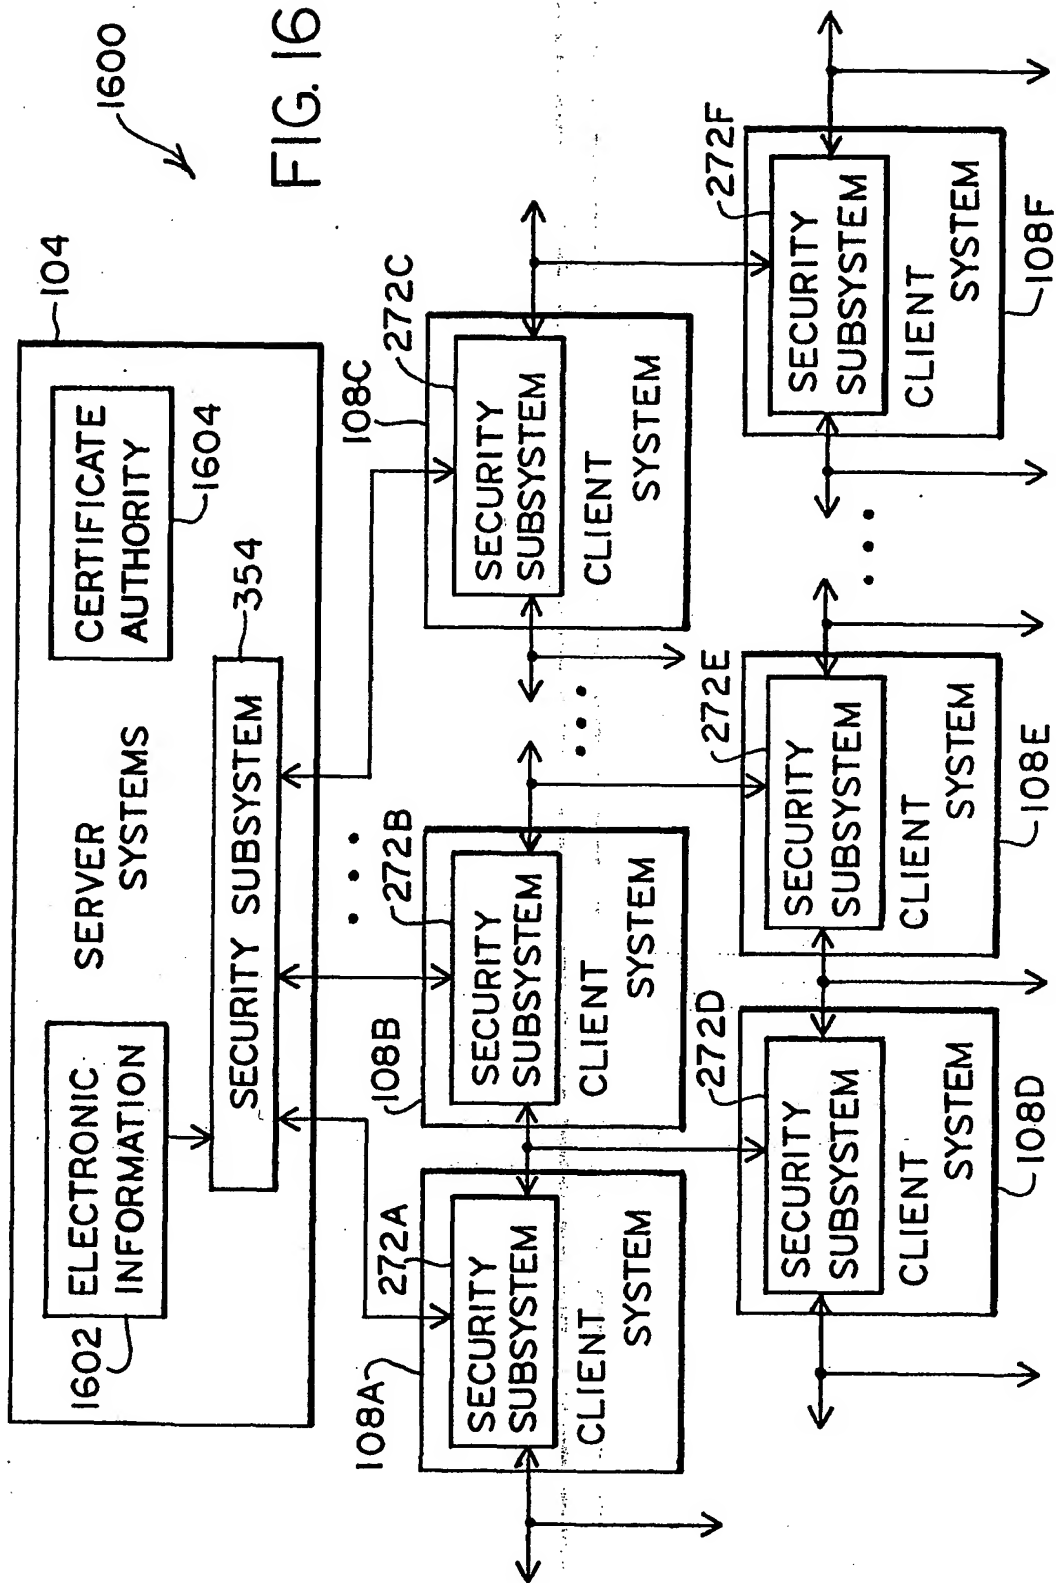 FIG. 16
1600
104
SERVER
SYSTEMS
ELECTRONIC
INFORMATION
1602
CERTIFICATE
AUTHORITY
1604
SECURITY SUBSYSTEM
354
108A
272A
SECURITY
SUBSYSTEM
CLIENT
SYSTEM
108B
272B
SECURITY
SUBSYSTEM
CLIENT
SYSTEM
108C
272C
SECURITY
SUBSYSTEM
CLIENT
SYSTEM
272D
SECURITY
SUBSYSTEM
CLIENT
SYSTEM
108D
272E
SECURITY
SUBSYSTEM
CLIENT
SYSTEM
108E
272F
SECURITY
SUBSYSTEM
CLIENT
SYSTEM
108F